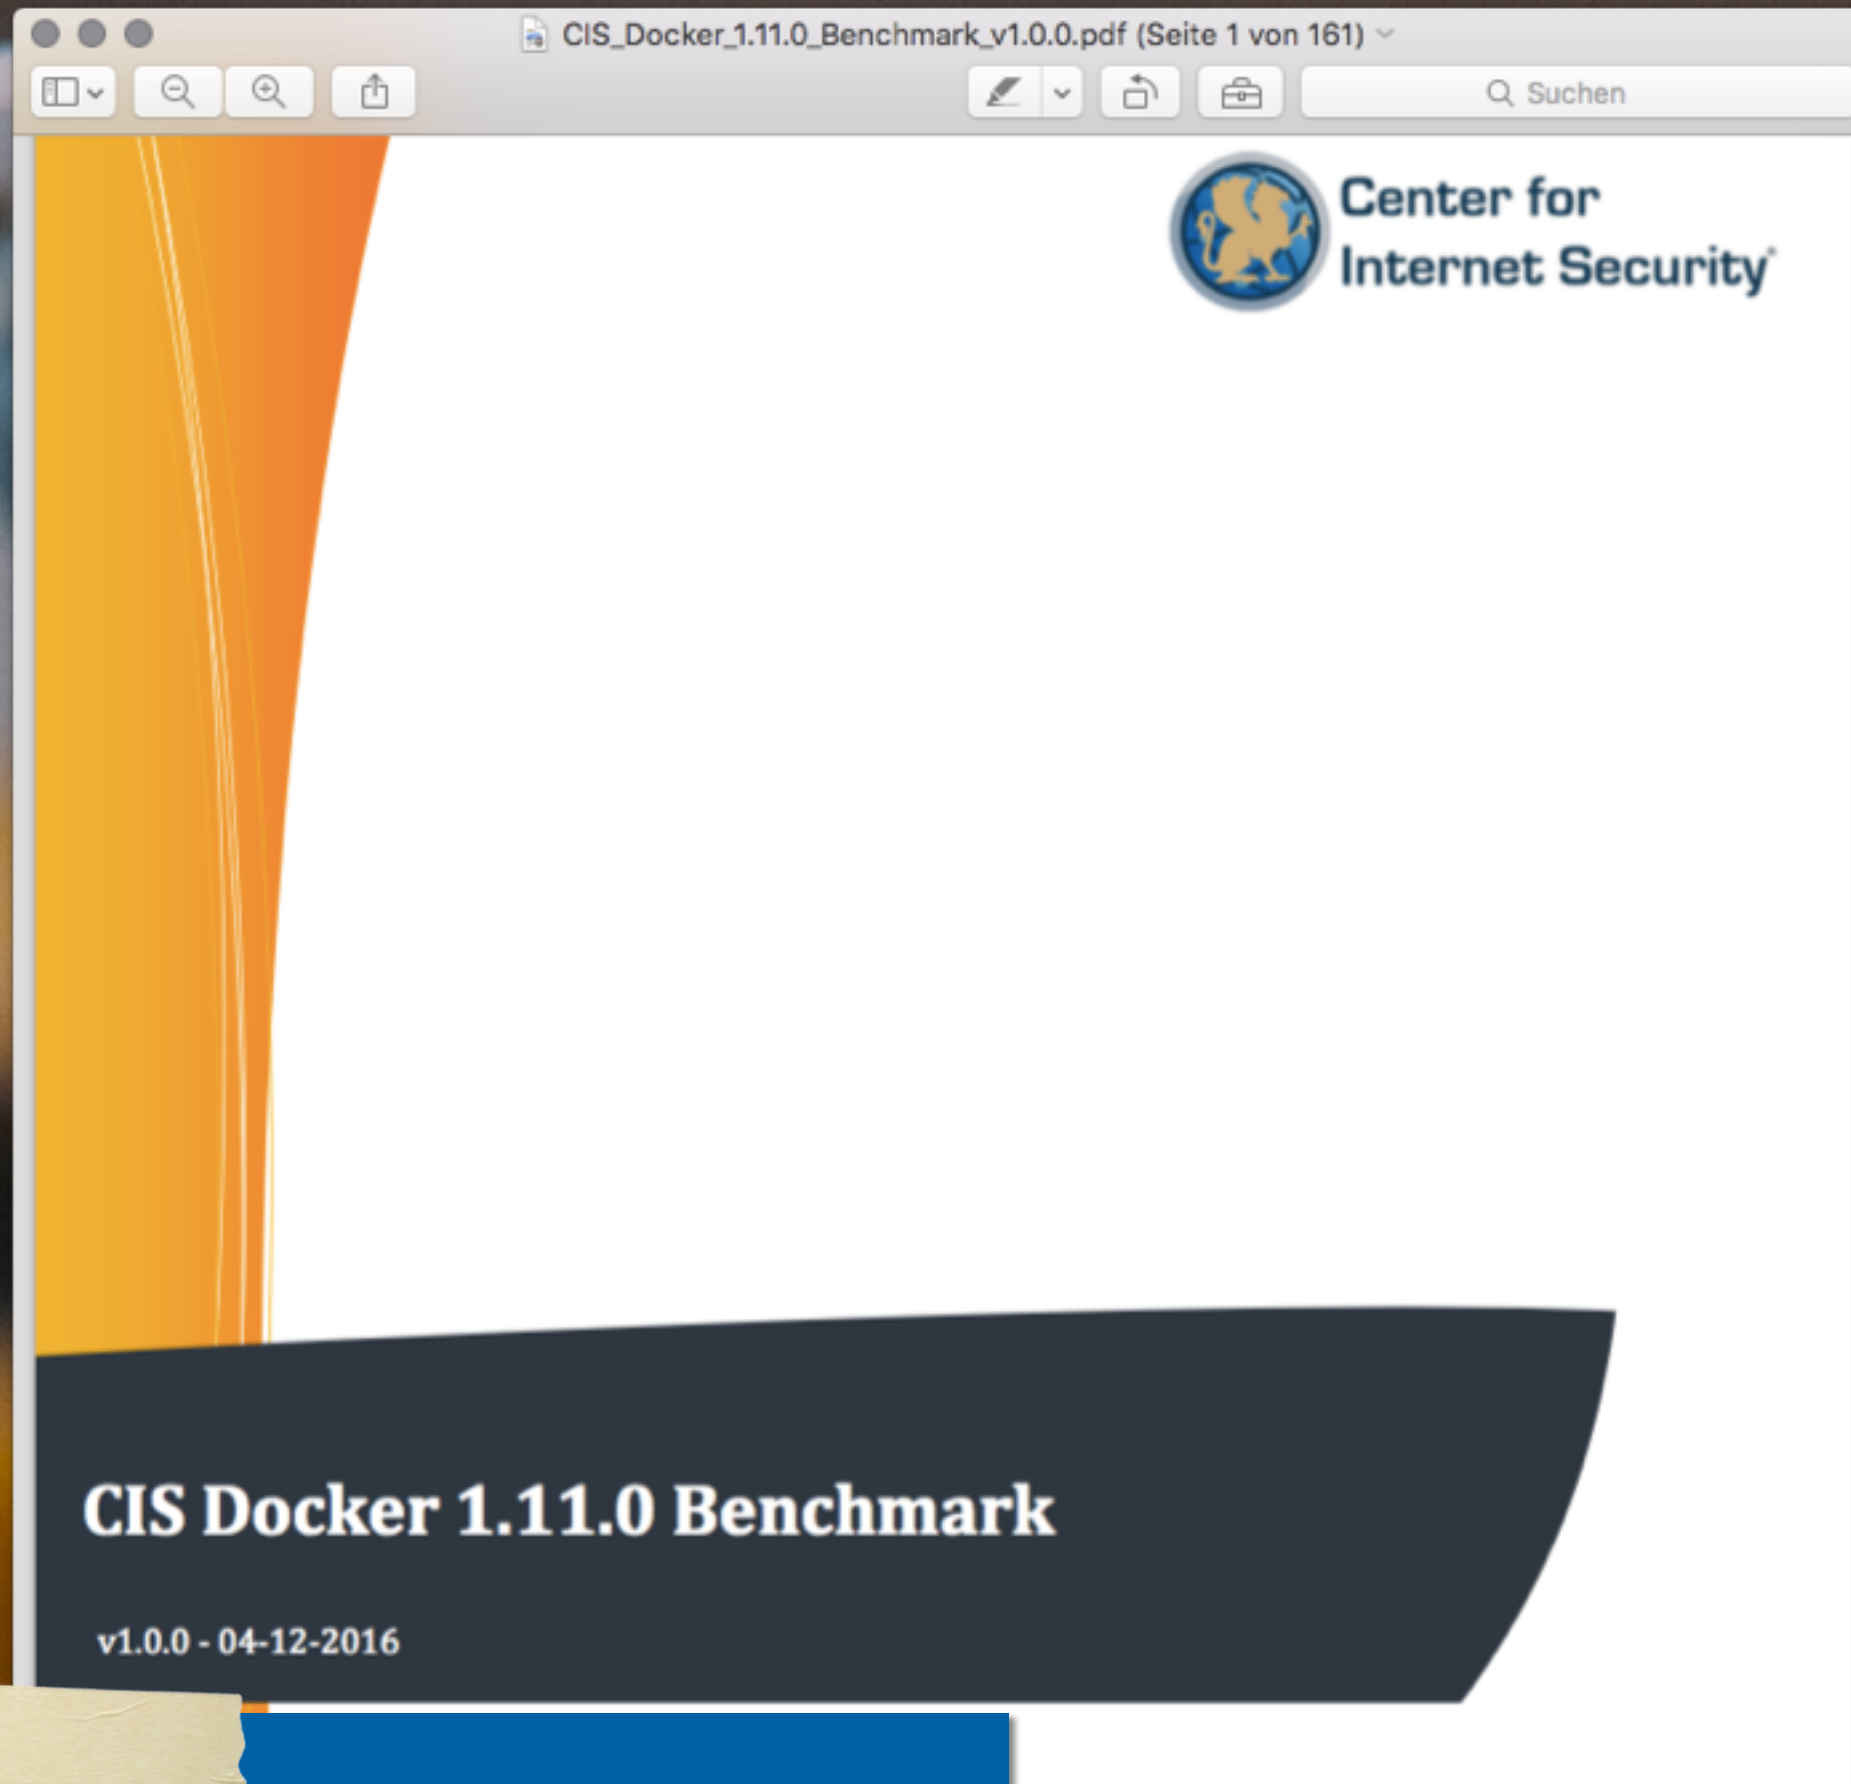 CIS_Docker_1.11.0_Benchmark_v1.0.0.pdf (Seite 1 von 161)
Suchen
Center for
Internet Security
CIS Docker 1.11.0 Benchmark
v1.0.0 - 04-12-2016